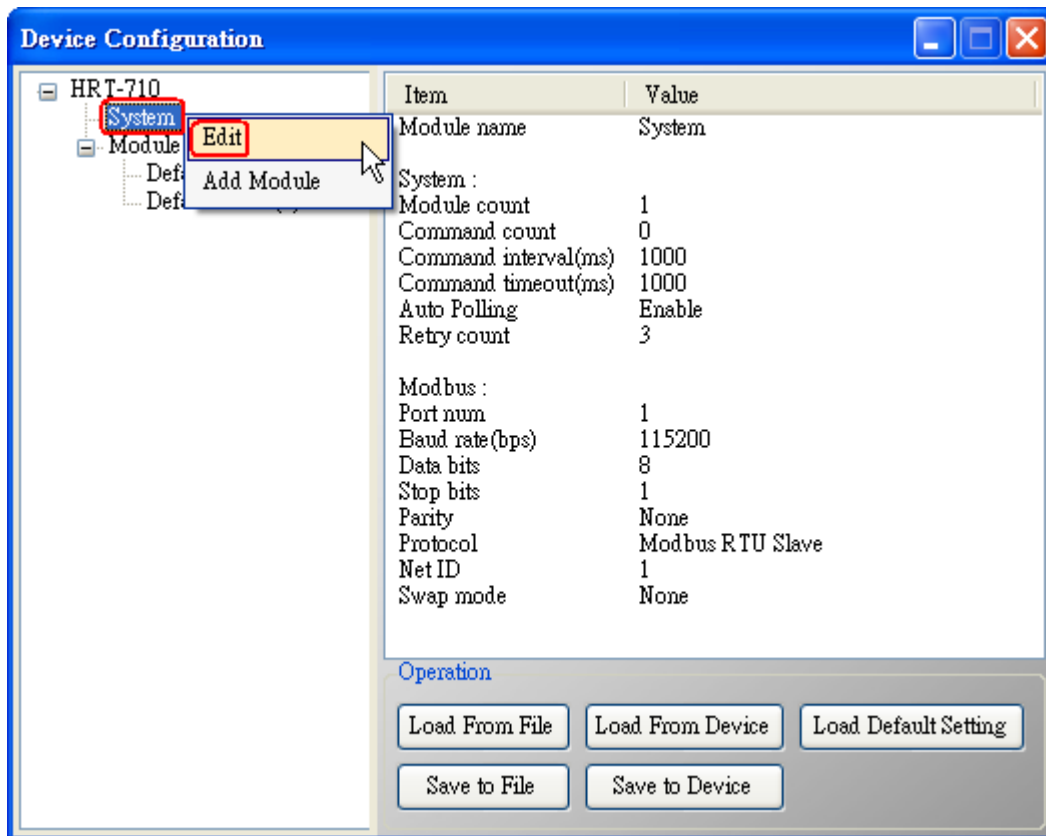 Device Configuration
HRT-710
System
Module
Edit
Add Module
Item Value
Module name System
System :
Module count 1
Command count 0
Command interval(ms) 1000
Command timeout(ms) 1000
Auto Polling Enable
Retry count 3
Modbus :
Port num 1
Baud rate(bps) 115200
Data bits 8
Stop bits 1
Parity None
Protocol Modbus RTU Slave
Net ID 1
Swap mode None
Operation
Load From File Load From Device Load Default Setting
Save to File Save to Device